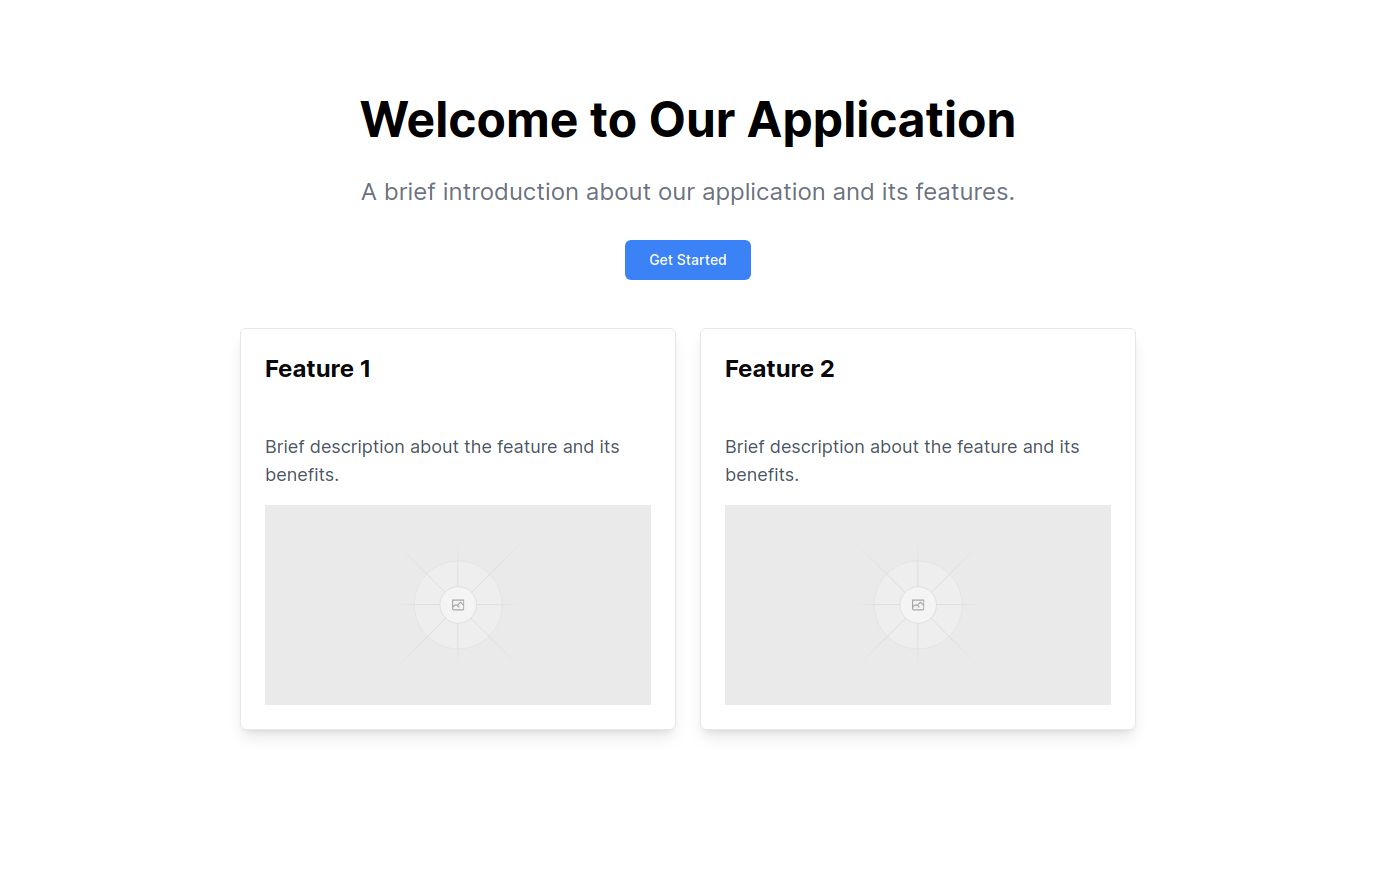 Welcome to Our Application
A brief introduction about our application and its features.
Get Started
Feature 1
Brief description about the feature and its
benefits.
Feature 2
Brief description about the feature and its
benefits.